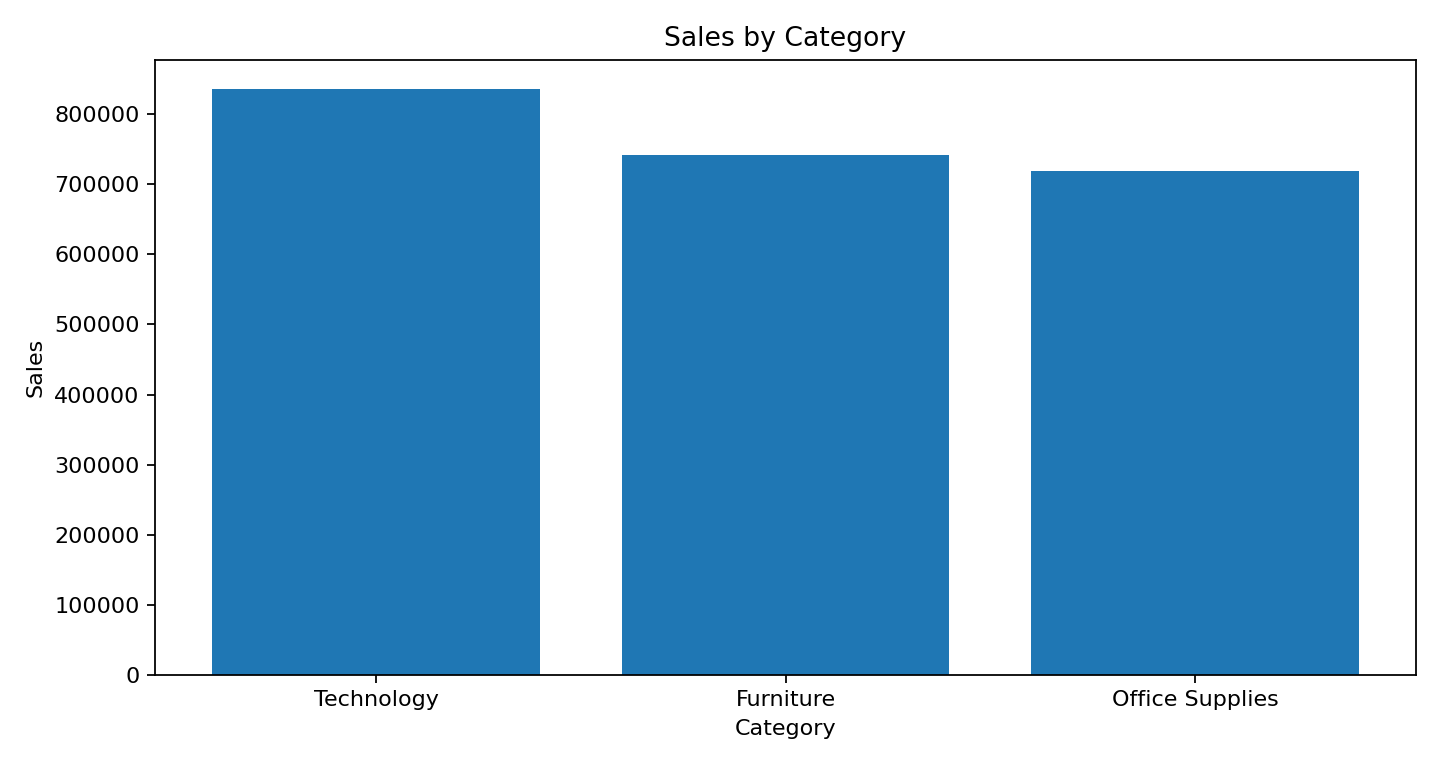 Sales by Category
Sales
800000
700000
600000
500000
400000
300000
200000
100000
0
Technology
Furniture
Office Supplies
Category